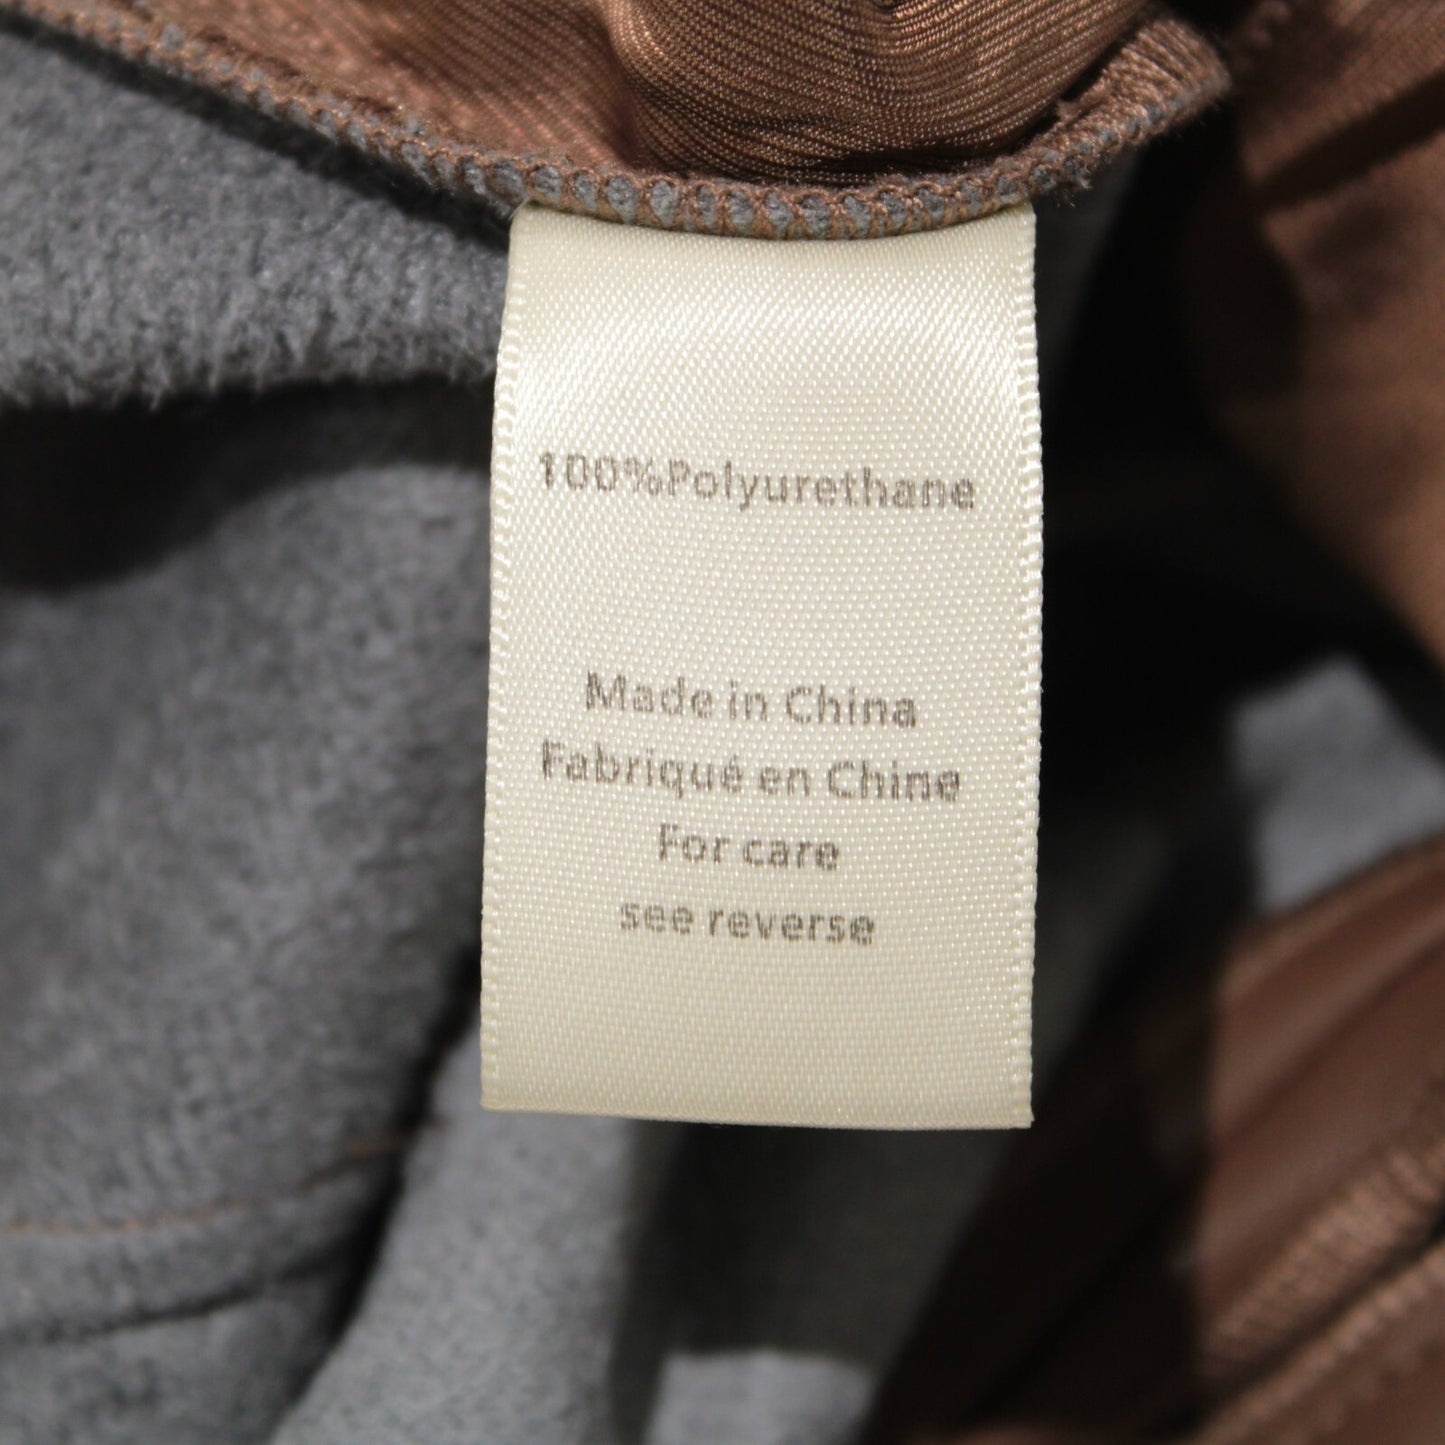 100%Polyurethane
Made in China
Fabriqué en Chine
For care
see reverse